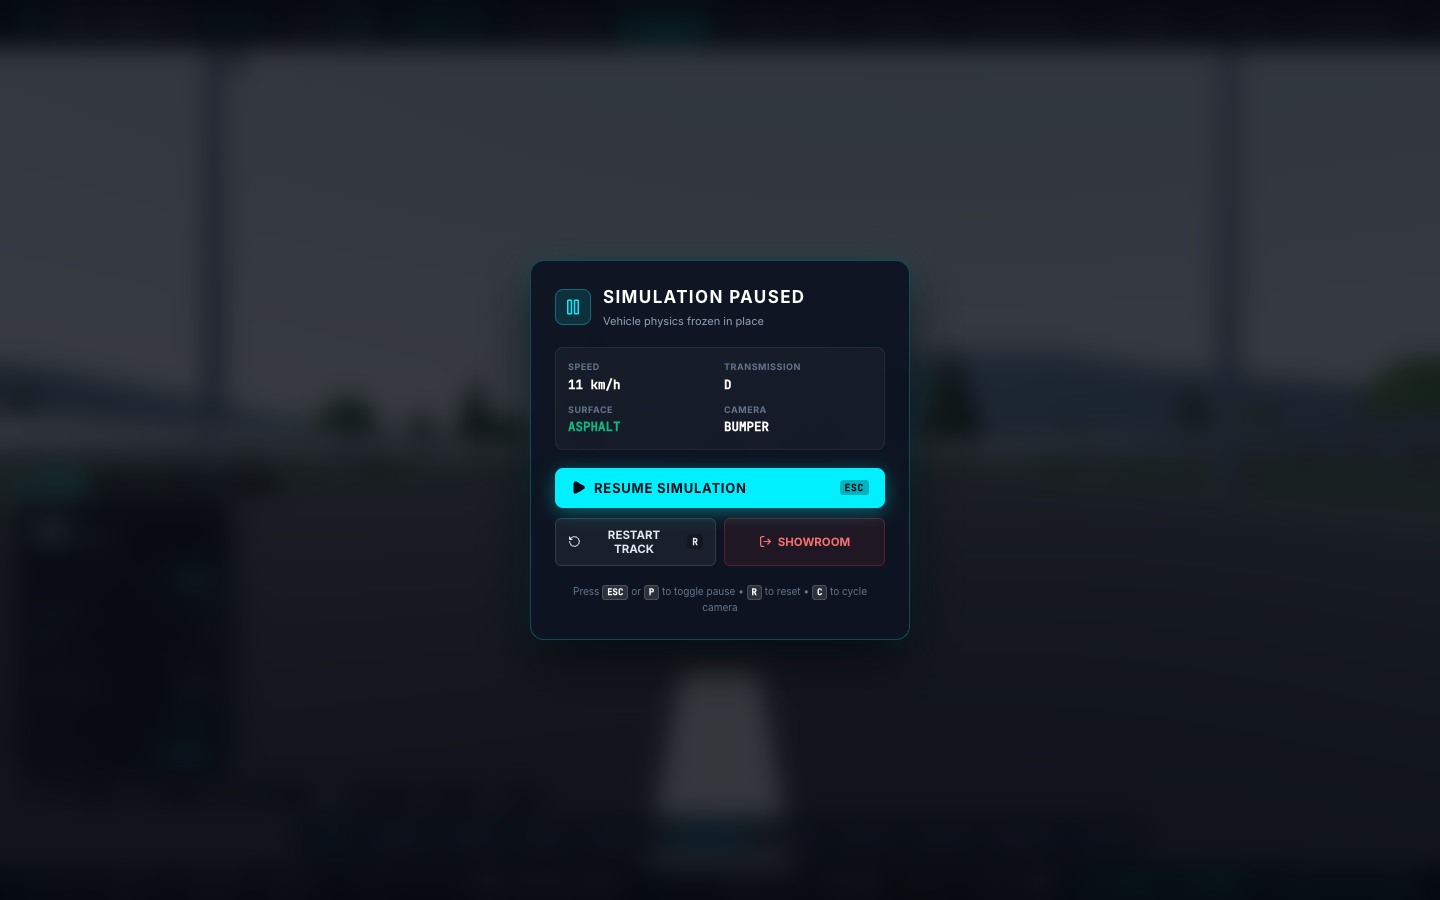 SIMULATION PAUSED
Vehicle physics frozen in place
SPEED
11 km/h
TRANSMISSION
D
SURFACE
ASPHALT
CAMERA
BUMPER
RESUME SIMULATION ESC
RESTART
TRACK
R
SHOWROOM
Press ESC or P to toggle pause • R to reset • C to cycle
camera